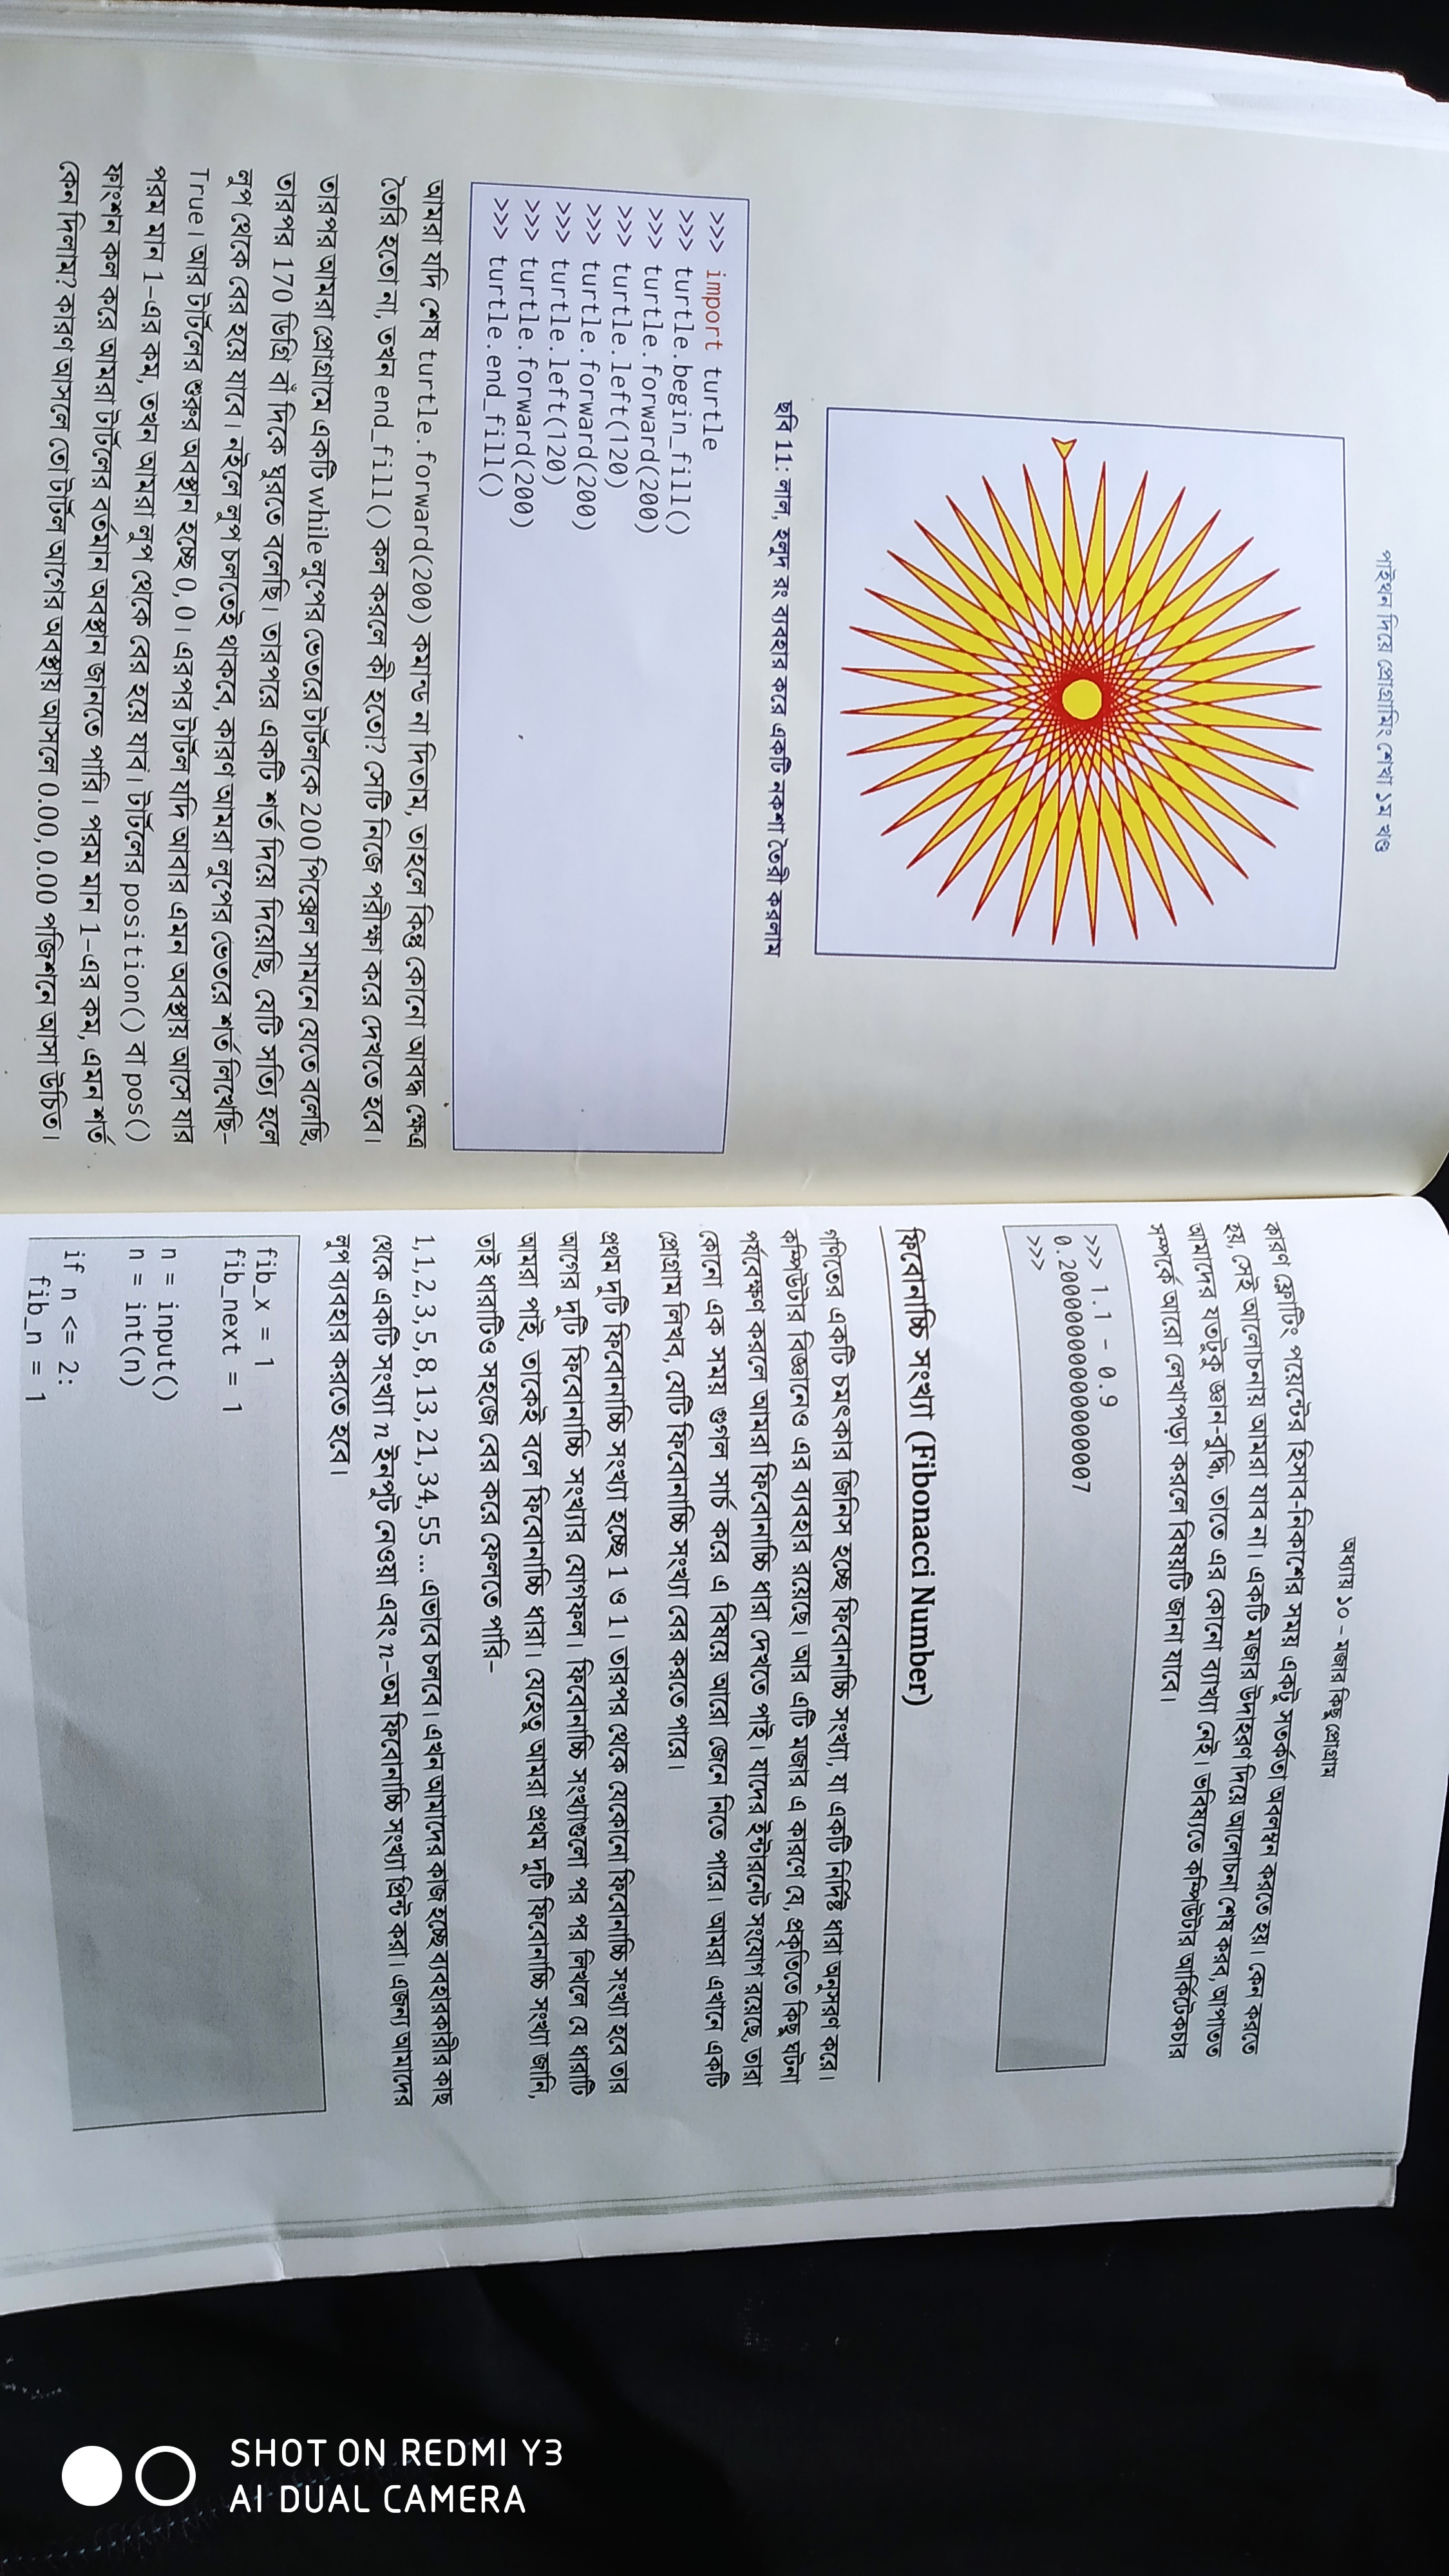 পাইথন দিয়ে প্রোগ্রামিং শেখা ১ম খণ্ড
ছবি 11: লাল, হলুদ রং ব্যবহার করে একটি নকশা তৈরী করলাম
>>> import turtle
>>> turtle.begin_fill()
>>> turtle.forward(200)
>>> turtle.left(120)
>>> turtle.forward(200)
>>> turtle.left(120)
>>> turtle.forward(200)
>>> turtle.end_fill()
আমরা যদি শেষ turtle.forward(200) কমান্ড না দিতাম, তাহলে কিন্তু কোনো আবদ্ধ ক্ষেত্র
তৈরি হতো না, তখন end_fill() কল করলে কী হতো? সেটি নিজে পরীক্ষা করে দেখতে হবে।
তারপর আমরা প্রোগ্রামে একটি while লুপের ভেতরে টার্টলকে 200 পিক্সেল সামনে যেতে বলেছি,
তারপর 170 ডিগ্রি বাঁ দিকে ঘুরতে বলেছি। তারপরে একটি শর্ত দিয়ে দিয়েছি, যেটি সত্যি হলে
লুপ থেকে বের হয়ে যাবে। নইলে লুপ চলতেই থাকবে, কারণ আমরা লুপের ভেতরে শর্ত লিখেছি-
True। আর টার্টলের শুরুর অবস্থান হচ্ছে 0, 0। এরপর টার্টল যদি আবার এমন অবস্থায় আসে যার
পরম মান 1-এর কম, তখন আমরা লুপ থেকে বের হয়ে যাব। টার্টলের position() বা pos()
ফাংশন কল করে আমরা টার্টলের বর্তমান অবস্থান জানতে পারি। পরম মান 1-এর কম, এমন শর্ত
কেন দিলাম? কারণ আসলে তো টার্টল আগের অবস্থায় আসলে 0.00, 0.00 পজিশনে আসা উচিত।
অধ্যায় ১০ - মজার কিছু প্রোগ্রাম
কারণ ফ্লোটিং পয়েন্টের হিসাব-নিকাশের সময় একটু সতর্কতা অবলম্বন করতে হয়। কেন করতে
হয়, সেই আলোচনায় আমরা যাব না। একটি মজার উদাহরণ দিয়ে আলোচনা শেষ করব, আপাতত
আমাদের যতটুকু জ্ঞান-বুদ্ধি, তাতে এর কোনো ব্যাখ্যা নেই। ভবিষ্যতে কম্পিউটার আর্কিটেকচার
সম্পর্কে আরো লেখাপড়া করলে বিষয়টি জানা যাবে।
>>> 1.1 - 0.9
0.20000000000000007
>>>
ফিবোনাচ্চি সংখ্যা (Fibonacci Number)
গণিতের একটি চমৎকার জিনিস হচ্ছে ফিবোনাচ্চি সংখ্যা, যা একটি নির্দিষ্ট ধারা অনুসরণ করে।
কম্পিউটার বিজ্ঞানেও এর ব্যবহার রয়েছে। আর এটি মজার এ কারণে যে, প্রকৃতিতে কিছু ঘটনা
পর্যবেক্ষণ করলে আমরা ফিবোনাচ্চি ধারা দেখতে পাই। যাদের ইন্টারনেট সংযোগ রয়েছে, তারা
কোনো এক সময় গুগল সার্চ করে এ বিষয়ে আরো জেনে নিতে পারে। আমরা এখানে একটি
প্রোগ্রাম লিখব, যেটি ফিবোনাচ্চি সংখ্যা বের করতে পারে।
প্রথম দুটি ফিবোনাচ্চি সংখ্যা হচ্ছে 1 ও 1। তারপর থেকে যেকোনো ফিবোনাচ্চি সংখ্যা হবে তার
আগের দুটি ফিবোনাচ্চি সংখ্যার যোগফল। ফিবোনাচ্চি সংখ্যাগুলো পর পর লিখলে যে ধারাটি
আমরা পাই, তাকেই বলে ফিবোনাচ্চি ধারা। যেহেতু আমরা প্রথম দুটি ফিবোনাচ্চি সংখ্যা জানি,
তাই ধারাটিও সহজে বের করে ফেলতে পারি-
1, 1, 2, 3, 5, 8, 13, 21, 34, 55 ... এভাবে চলবে। এখন আমাদের কাজ হচ্ছে ব্যবহারকারীর কাছ
থেকে একটি সংখ্যা n ইনপুট নেওয়া এবং n-তম ফিবোনাচ্চি সংখ্যা প্রিন্ট করা। এজন্য আমাদের
লুপ ব্যবহার করতে হবে।
fib_x = 1
fib_next = 1
n = input()
n = int(n)
if n <= 2:
fib_n = 1
SHOT ON REDMI Y3
AI DUAL CAMERA